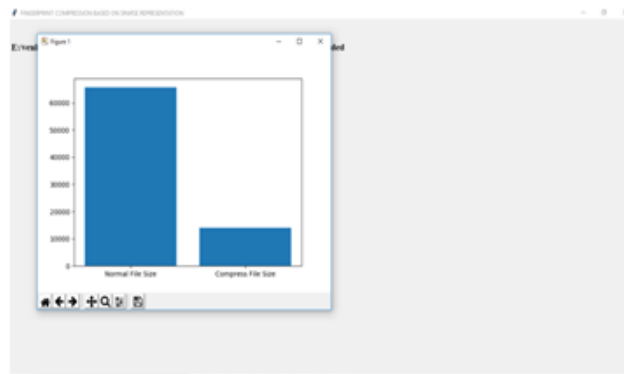 FINGERPRINT COMPRESSION BASED ON SPARSE REPRESENTATION
Figure 1
60000
50000
40000
30000
20000
10000
0
Normal File Size
Compress File Size